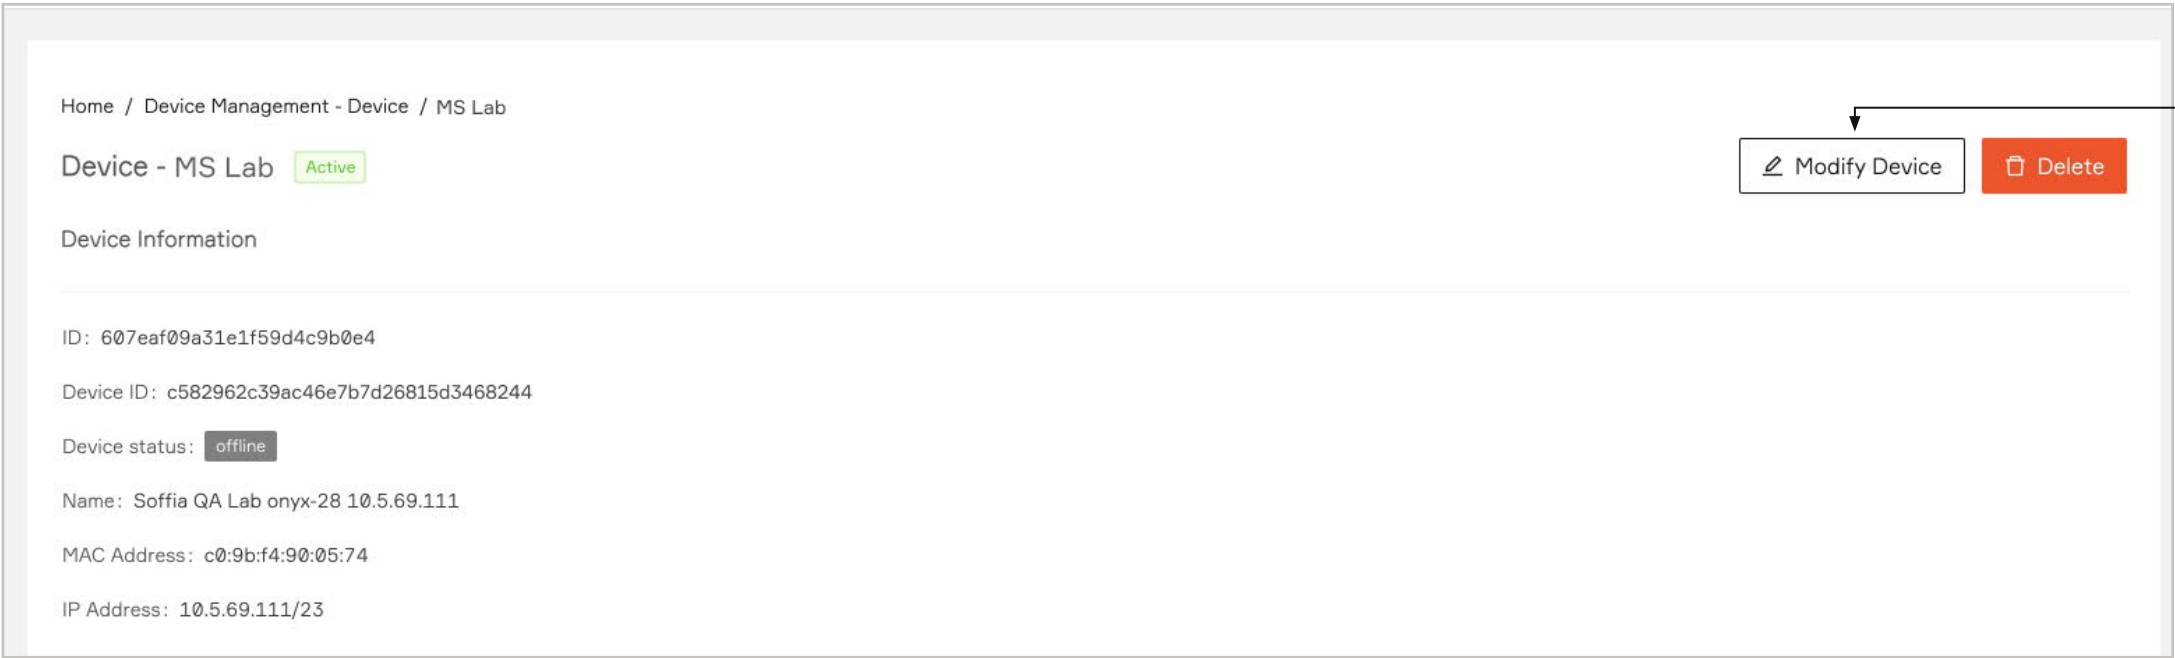 Home / Device Management - Device / MS Lab
Device - MS Lab Active
Modify Device Delete
Device Information
ID: 607eaf09a31e1f59d4c9b0e4
Device ID: c582962c39ac46e7b7d26815d3468244
Device status: offline
Name: Soffia QA Lab onyx-28 10.5.69.111
MAC Address: c0:9b:f4:90:05:74
IP Address: 10.5.69.111/23